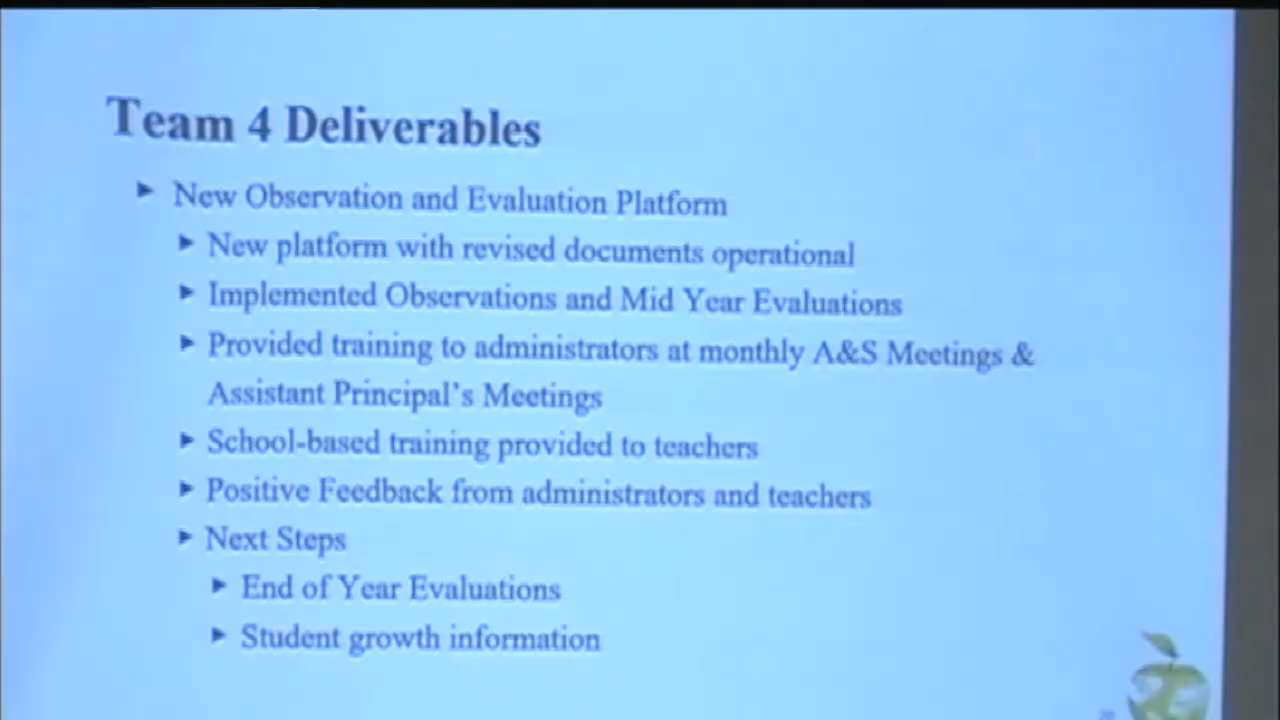 Team 4 Deliverables
New Observation and Evaluation Platform
New platform with revised documents operational
Implemented Observations and Mid Year Evaluations
Provided training to administrators at monthly A&S Meetings &
Assistant Principal's Meetings
School-based training provided to teachers
Positive Feedback from administrators and teachers
Next Steps
End of Year Evaluations
Student growth information